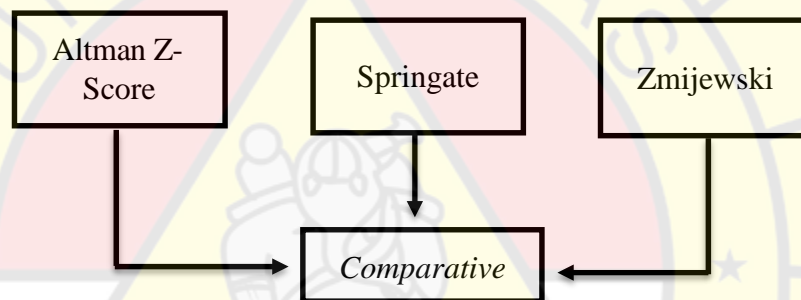 Altman Z-
Score
Springate
Zmijewski
Comparative